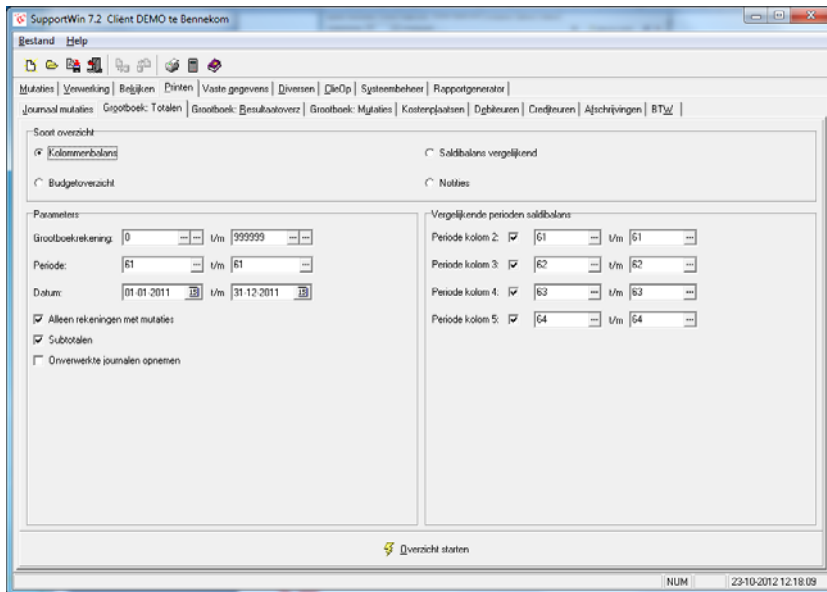 SupportWin 7.2 Client DEMO te Bennekom
Bestand Help
Mutaties Verwerking Bekijken Printen Vaste gegevens Diversen ClieOp Systeembeheer Rapportgenerator
Journaal mutaties Grootboek: Totalen Grootboek: Resultaatoverz Grootboek: Mutaties Kostenplaatsen Debiteuren Crediteuren Afschrijvingen BTW
Soort overzicht
Kolommenbalans Saldibalans vergelijkend
Budgetoverzicht Notities
Parameters Vergelijkende perioden saldibalans
Grootboekrekening: 0 t/m 999999 Periode kolom 2: 61 t/m 61
Periode: 61 t/m 61 Periode kolom 3: 62 t/m 62
Datum: 01-01-2011 t/m 31-12-2011 Periode kolom 4: 63 t/m 63
Alleen rekeningen met mutaties Periode kolom 5: 64 t/m 64
Subtotalen
Onverwerkte journalen opnemen
Overzicht starten
NUM 23-10-2012 12:18:09